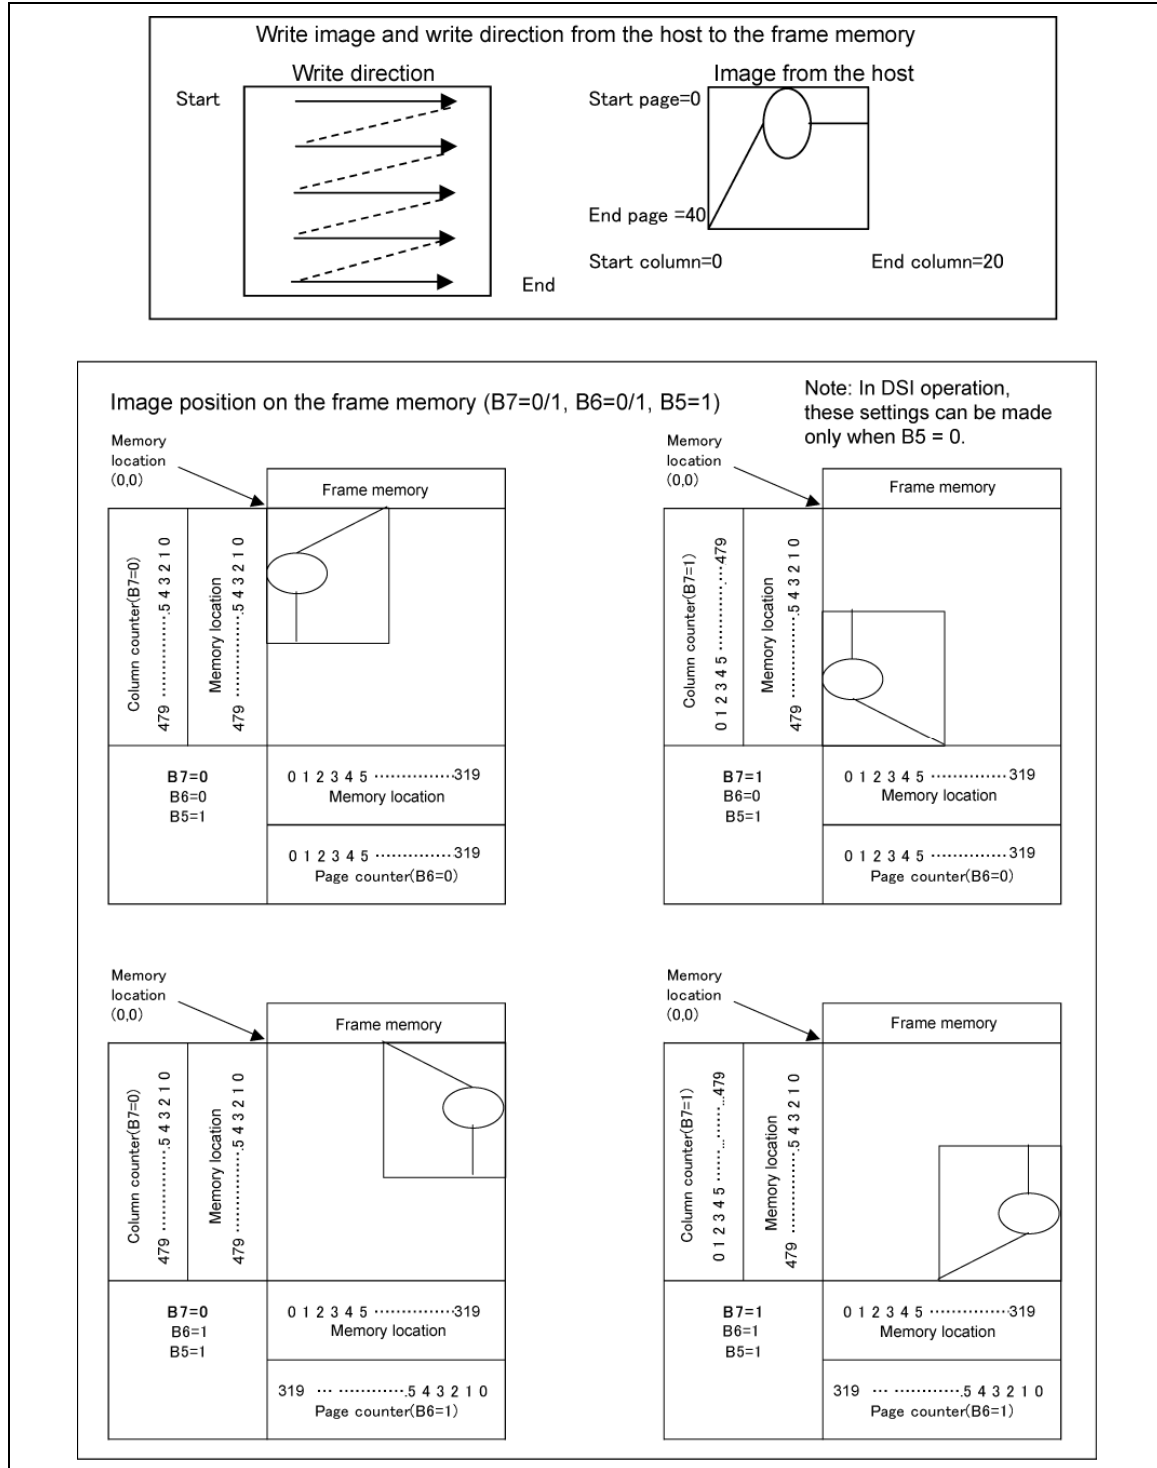 Write image and write direction from the host to the frame memory
Write direction
Image from the host
Start
Start page=0
End page =40
Start column=0
End column=20
End
Image position on the frame memory (B7=0/1, B6=0/1, B5=1)
Note: In DSI operation,
these settings can be made
only when B5 = 0.
Memory
location
(0,0)
Frame memory
Column counter(B7=0)
479 ··············.5 4 3 2 1 0
Memory location
479 ··············.5 4 3 2 1 0
B7=0
B6=0
B5=1
0 1 2 3 4 5 ··············319
Memory location
0 1 2 3 4 5 ··············319
Page counter(B6=0)
Memory
location
(0,0)
Frame memory
Column counter(B7=1)
0 1 2 3 4 5 ············.····479
Memory location
479 ··············.5 4 3 2 1 0
B7=1
B6=0
B5=1
0 1 2 3 4 5 ··············319
Memory location
0 1 2 3 4 5 ··············319
Page counter(B6=0)
Memory
location
(0,0)
Frame memory
Column counter(B7=0)
479 ··············.5 4 3 2 1 0
Memory location
479 ··············.5 4 3 2 1 0
B7=0
B6=1
B5=1
0 1 2 3 4 5 ··············319
Memory location
319 ··· ············.5 4 3 2 1 0
Page counter(B6=1)
Memory
location
(0,0)
Frame memory
Column counter(B7=1)
0 1 2 3 4 5 ······...······...479
Memory location
479 ··············.5 4 3 2 1 0
B7=1
B6=1
B5=1
0 1 2 3 4 5 ··············319
Memory location
319 ··· ············.5 4 3 2 1 0
Page counter(B6=1)